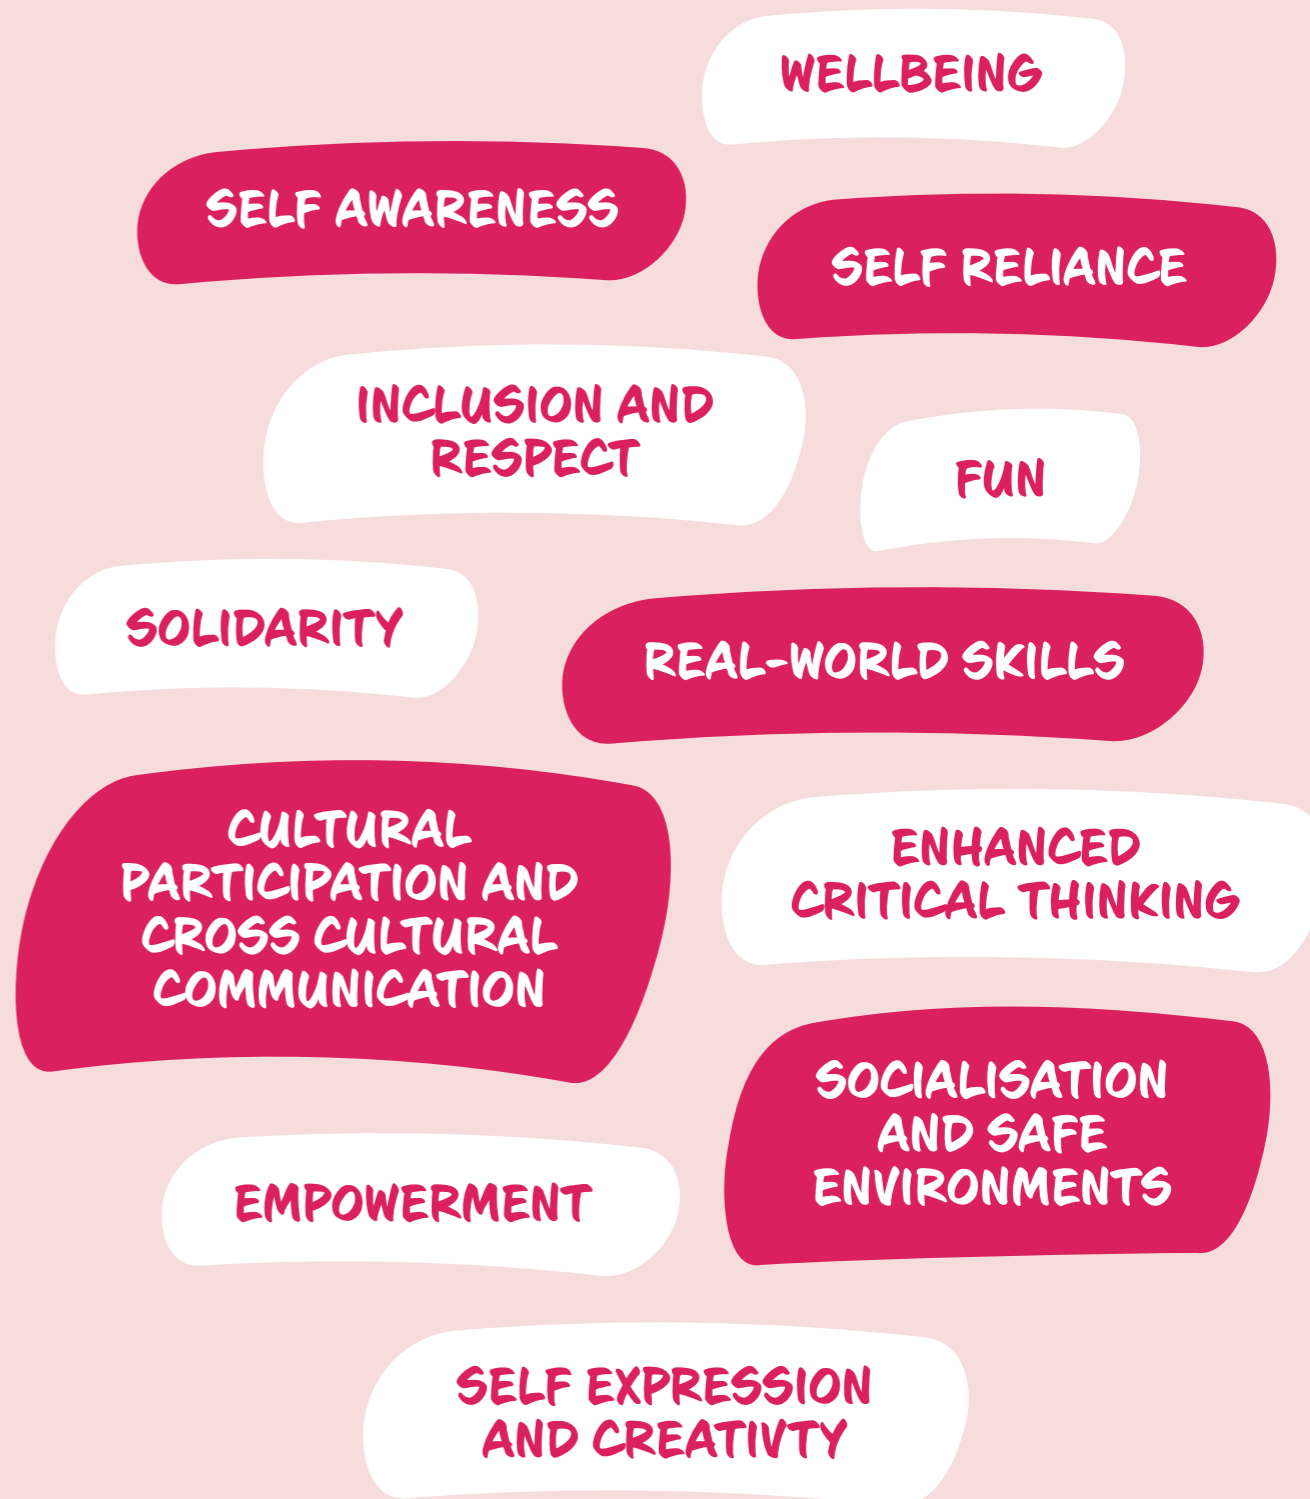 WELLBEING
SELF AWARENESS
SELF RELIANCE
INCLUSION AND
RESPECT
FUN
SOLIDARITY
REAL-WORLD SKILLS
CULTURAL
PARTICIPATION AND
CROSS CULTURAL
COMMUNICATION
ENHANCED
CRITICAL THINKING
SOCIALISATION
AND SAFE
ENVIRONMENTS
EMPOWERMENT
SELF EXPRESSION
AND CREATIVTY